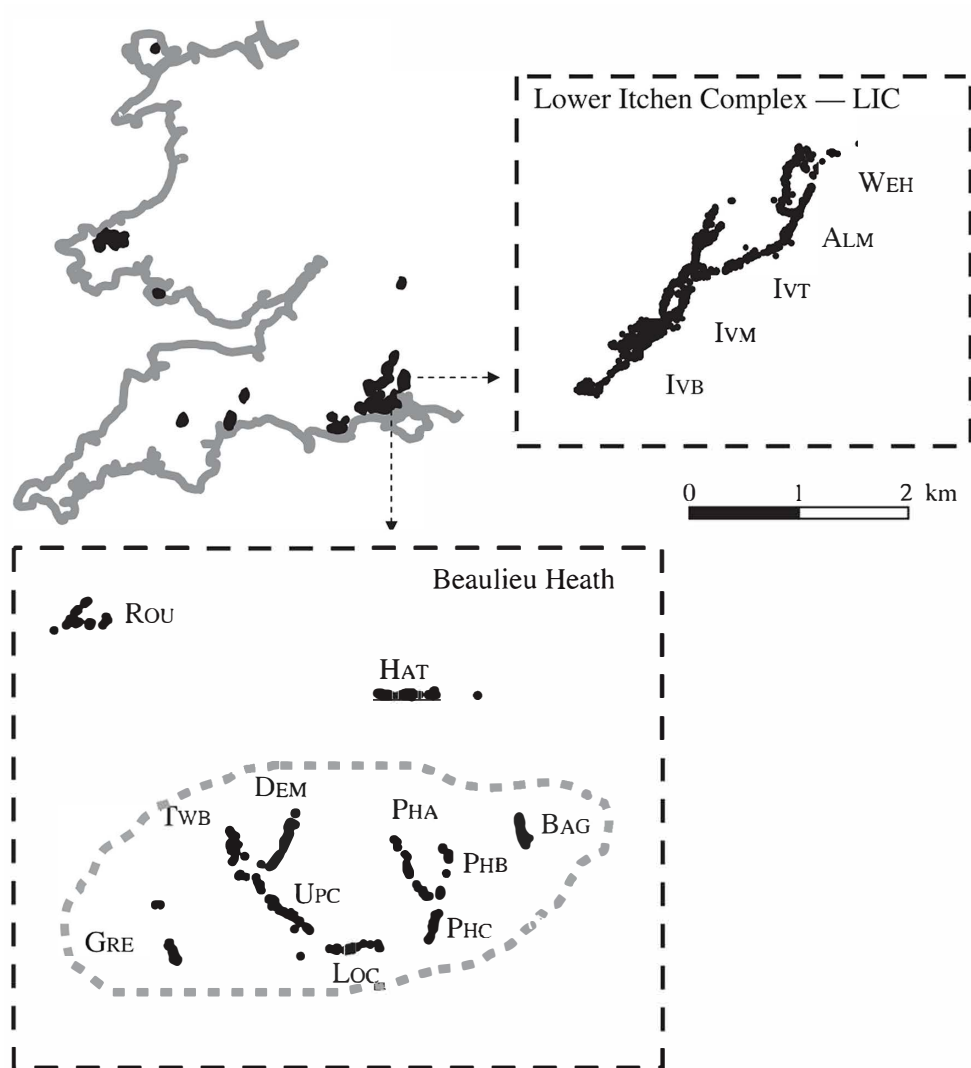 Lower Itchen Complex — LIC
WEH
ALM
IVT
IVM
IVB
0 1 2 km
Beaulieu Heath
ROU
HAT
DEM
TWB
PHA
BAG
PHB
UPC
PHC
GRE
LOC